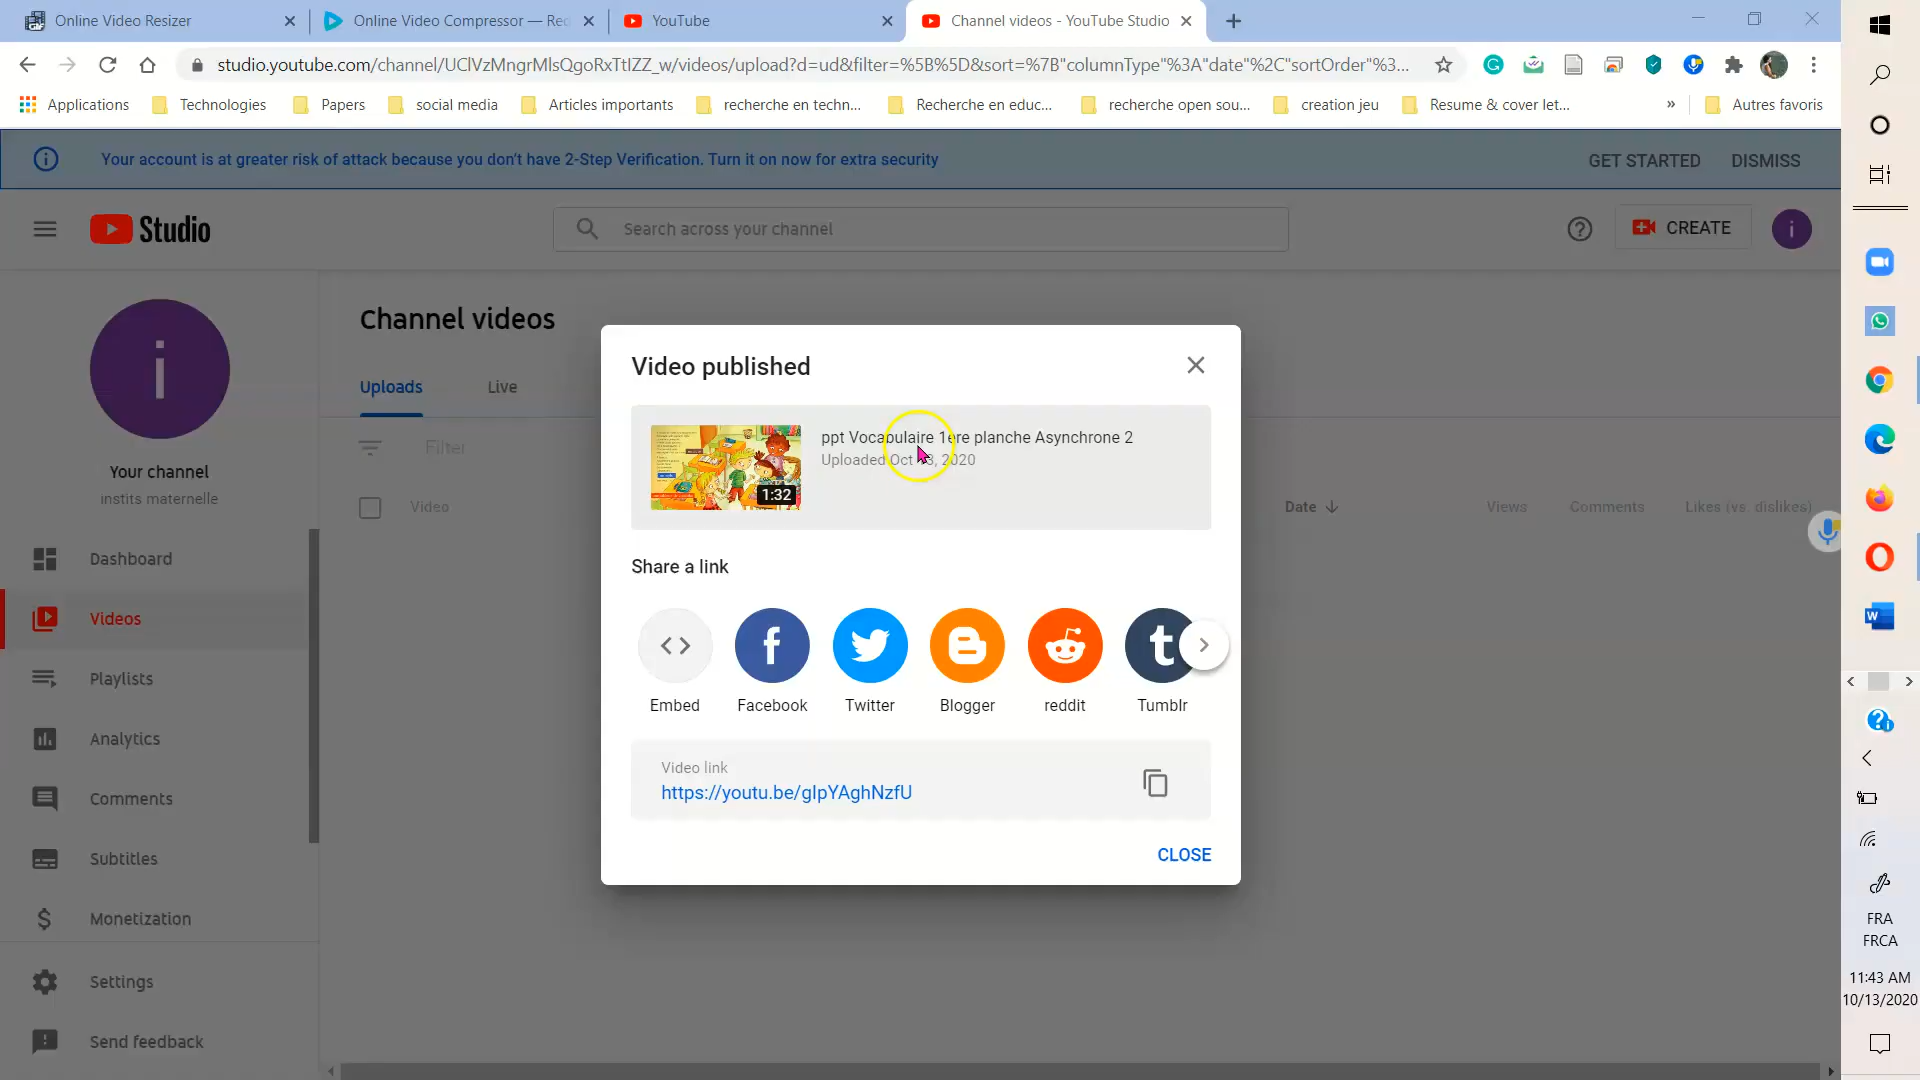 Online Video Resizer
Online Video Compressor — Rec
YouTube
Channel videos - YouTube Studio
studio.youtube.com/channel/UClVzMngrMlsQgoRxTtIZZ_w/videos/upload?d=ud&filter=%5B%5D&sort=%7B"columnType"%3A"date"%2C"sortOrder"%3...
Applications
Technologies
Papers
social media
Articles importants
recherche en techn...
Recherche en educ...
recherche open sou...
creation jeu
Resume & cover let...
»
Autres favoris
Your account is at greater risk of attack because you don't have 2-Step Verification. Turn it on now for extra security
GET STARTED
DISMISS
Studio
Search across your channel
CREATE
i
i
Your channel
instits maternelle
Dashboard
Videos
Playlists
Analytics
Comments
Subtitles
Monetization
Settings
Send feedback
Channel videos
Uploads
Live
Filter
Video
Date
Views
Comments
Likes (vs. dislikes)
Video published
1:32
ppt Vocabulaire 1ere planche Asynchrone 2
Uploaded Oct 13, 2020
Share a link
Embed
Facebook
Twitter
Blogger
reddit
Tumblr
Video link
https://youtu.be/gIpYAghNzfU
CLOSE
FRA
FRCA
11:43 AM
10/13/2020